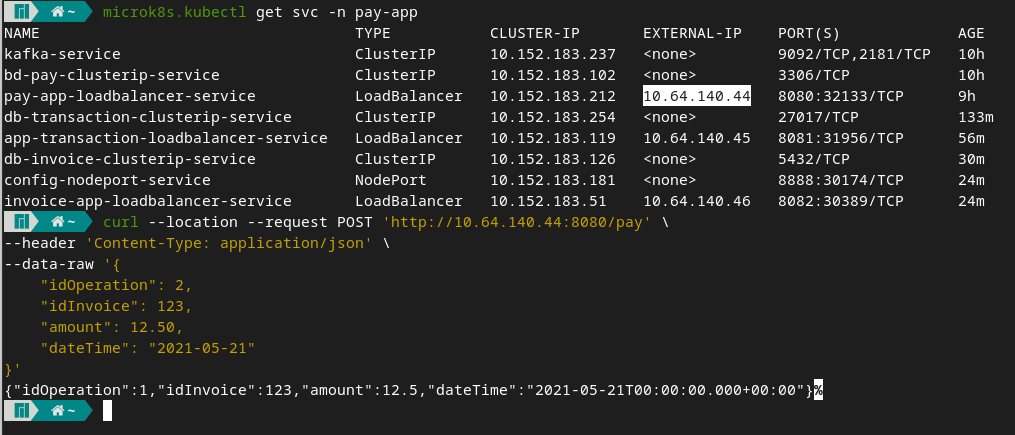 ~ microk8s.kubectl get svc -n pay-app
NAME TYPE CLUSTER-IP EXTERNAL-IP PORT(S) AGE
kafka-service ClusterIP 10.152.183.237 <none> 9092/TCP,2181/TCP 10h
bd-pay-clusterip-service ClusterIP 10.152.183.102 <none> 3306/TCP 10h
pay-app-loadbalancer-service LoadBalancer 10.152.183.212 10.64.140.44 8080:32133/TCP 9h
db-transaction-clusterip-service ClusterIP 10.152.183.254 <none> 27017/TCP 133m
app-transaction-loadbalancer-service LoadBalancer 10.152.183.119 10.64.140.45 8081:31956/TCP 56m
db-invoice-clusterip-service ClusterIP 10.152.183.126 <none> 5432/TCP 30m
config-nodeport-service NodePort 10.152.183.181 <none> 8888:30174/TCP 24m
invoice-app-loadbalancer-service LoadBalancer 10.152.183.51 10.64.140.46 8082:30389/TCP 24m
~ curl --location --request POST 'http://10.64.140.44:8080/pay' \
--header 'Content-Type: application/json' \
--data-raw '{
    "idOperation": 2,
    "idInvoice": 123,
    "amount": 12.50,
    "dateTime": "2021-05-21"
}'
{"idOperation":1,"idInvoice":123,"amount":12.5,"dateTime":"2021-05-21T00:00:00.000+00:00"}%
~